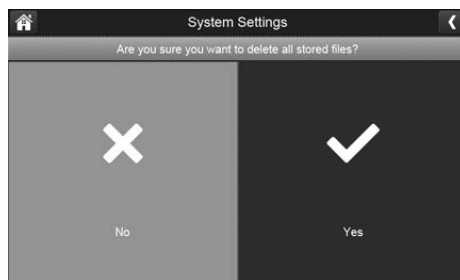 System Settings
Are you sure you want to delete all stored files?
No
Yes